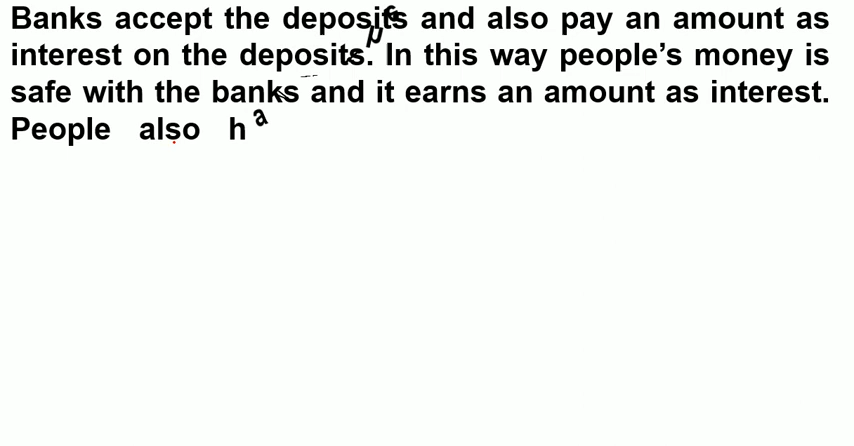 Banks accept the deposits and also pay an amount as
interest on the deposits. In this way people’s money is
safe with the banks and it earns an amount as interest.
People also ha